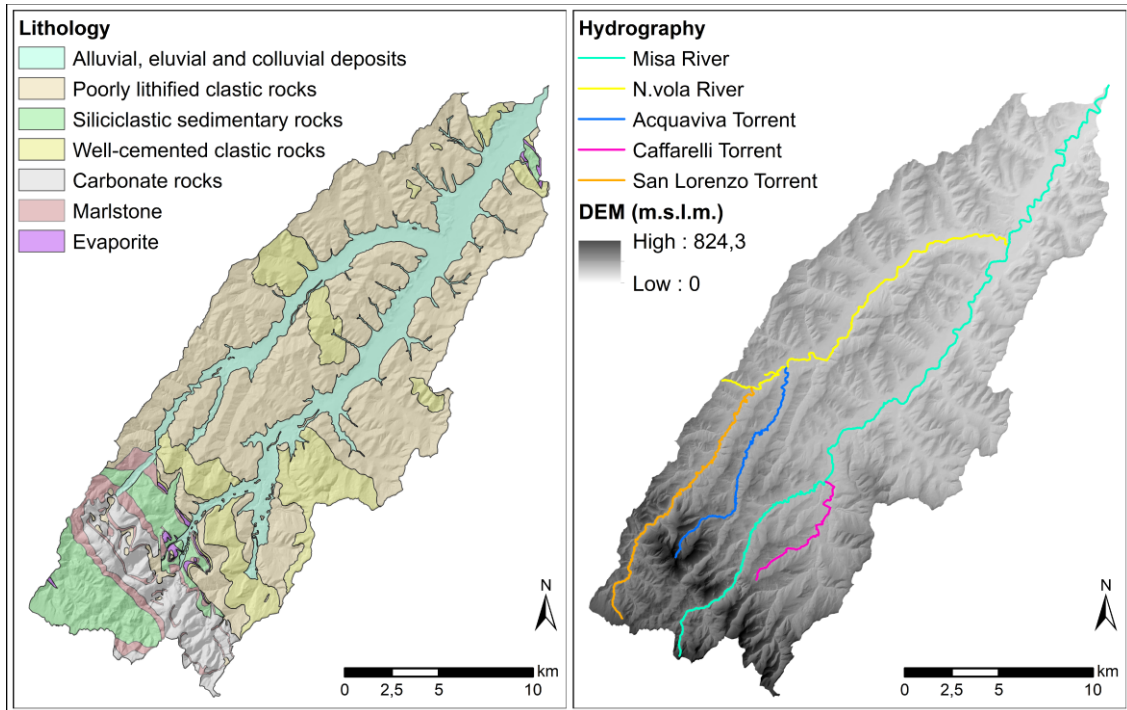 Lithology
Alluvial, eluvial and colluvial deposits
Poorly lithified clastic rocks
Siliciclastic sedimentary rocks
Well-cemented clastic rocks
Carbonate rocks
Marlstone
Evaporite
N
km
0 2,5 5 10
Hydrography
Misa River
N.vola River
Acquaviva Torrent
Caffarelli Torrent
San Lorenzo Torrent
DEM (m.s.l.m.)
High : 824,3
Low : 0
N
km
0 2,5 5 10